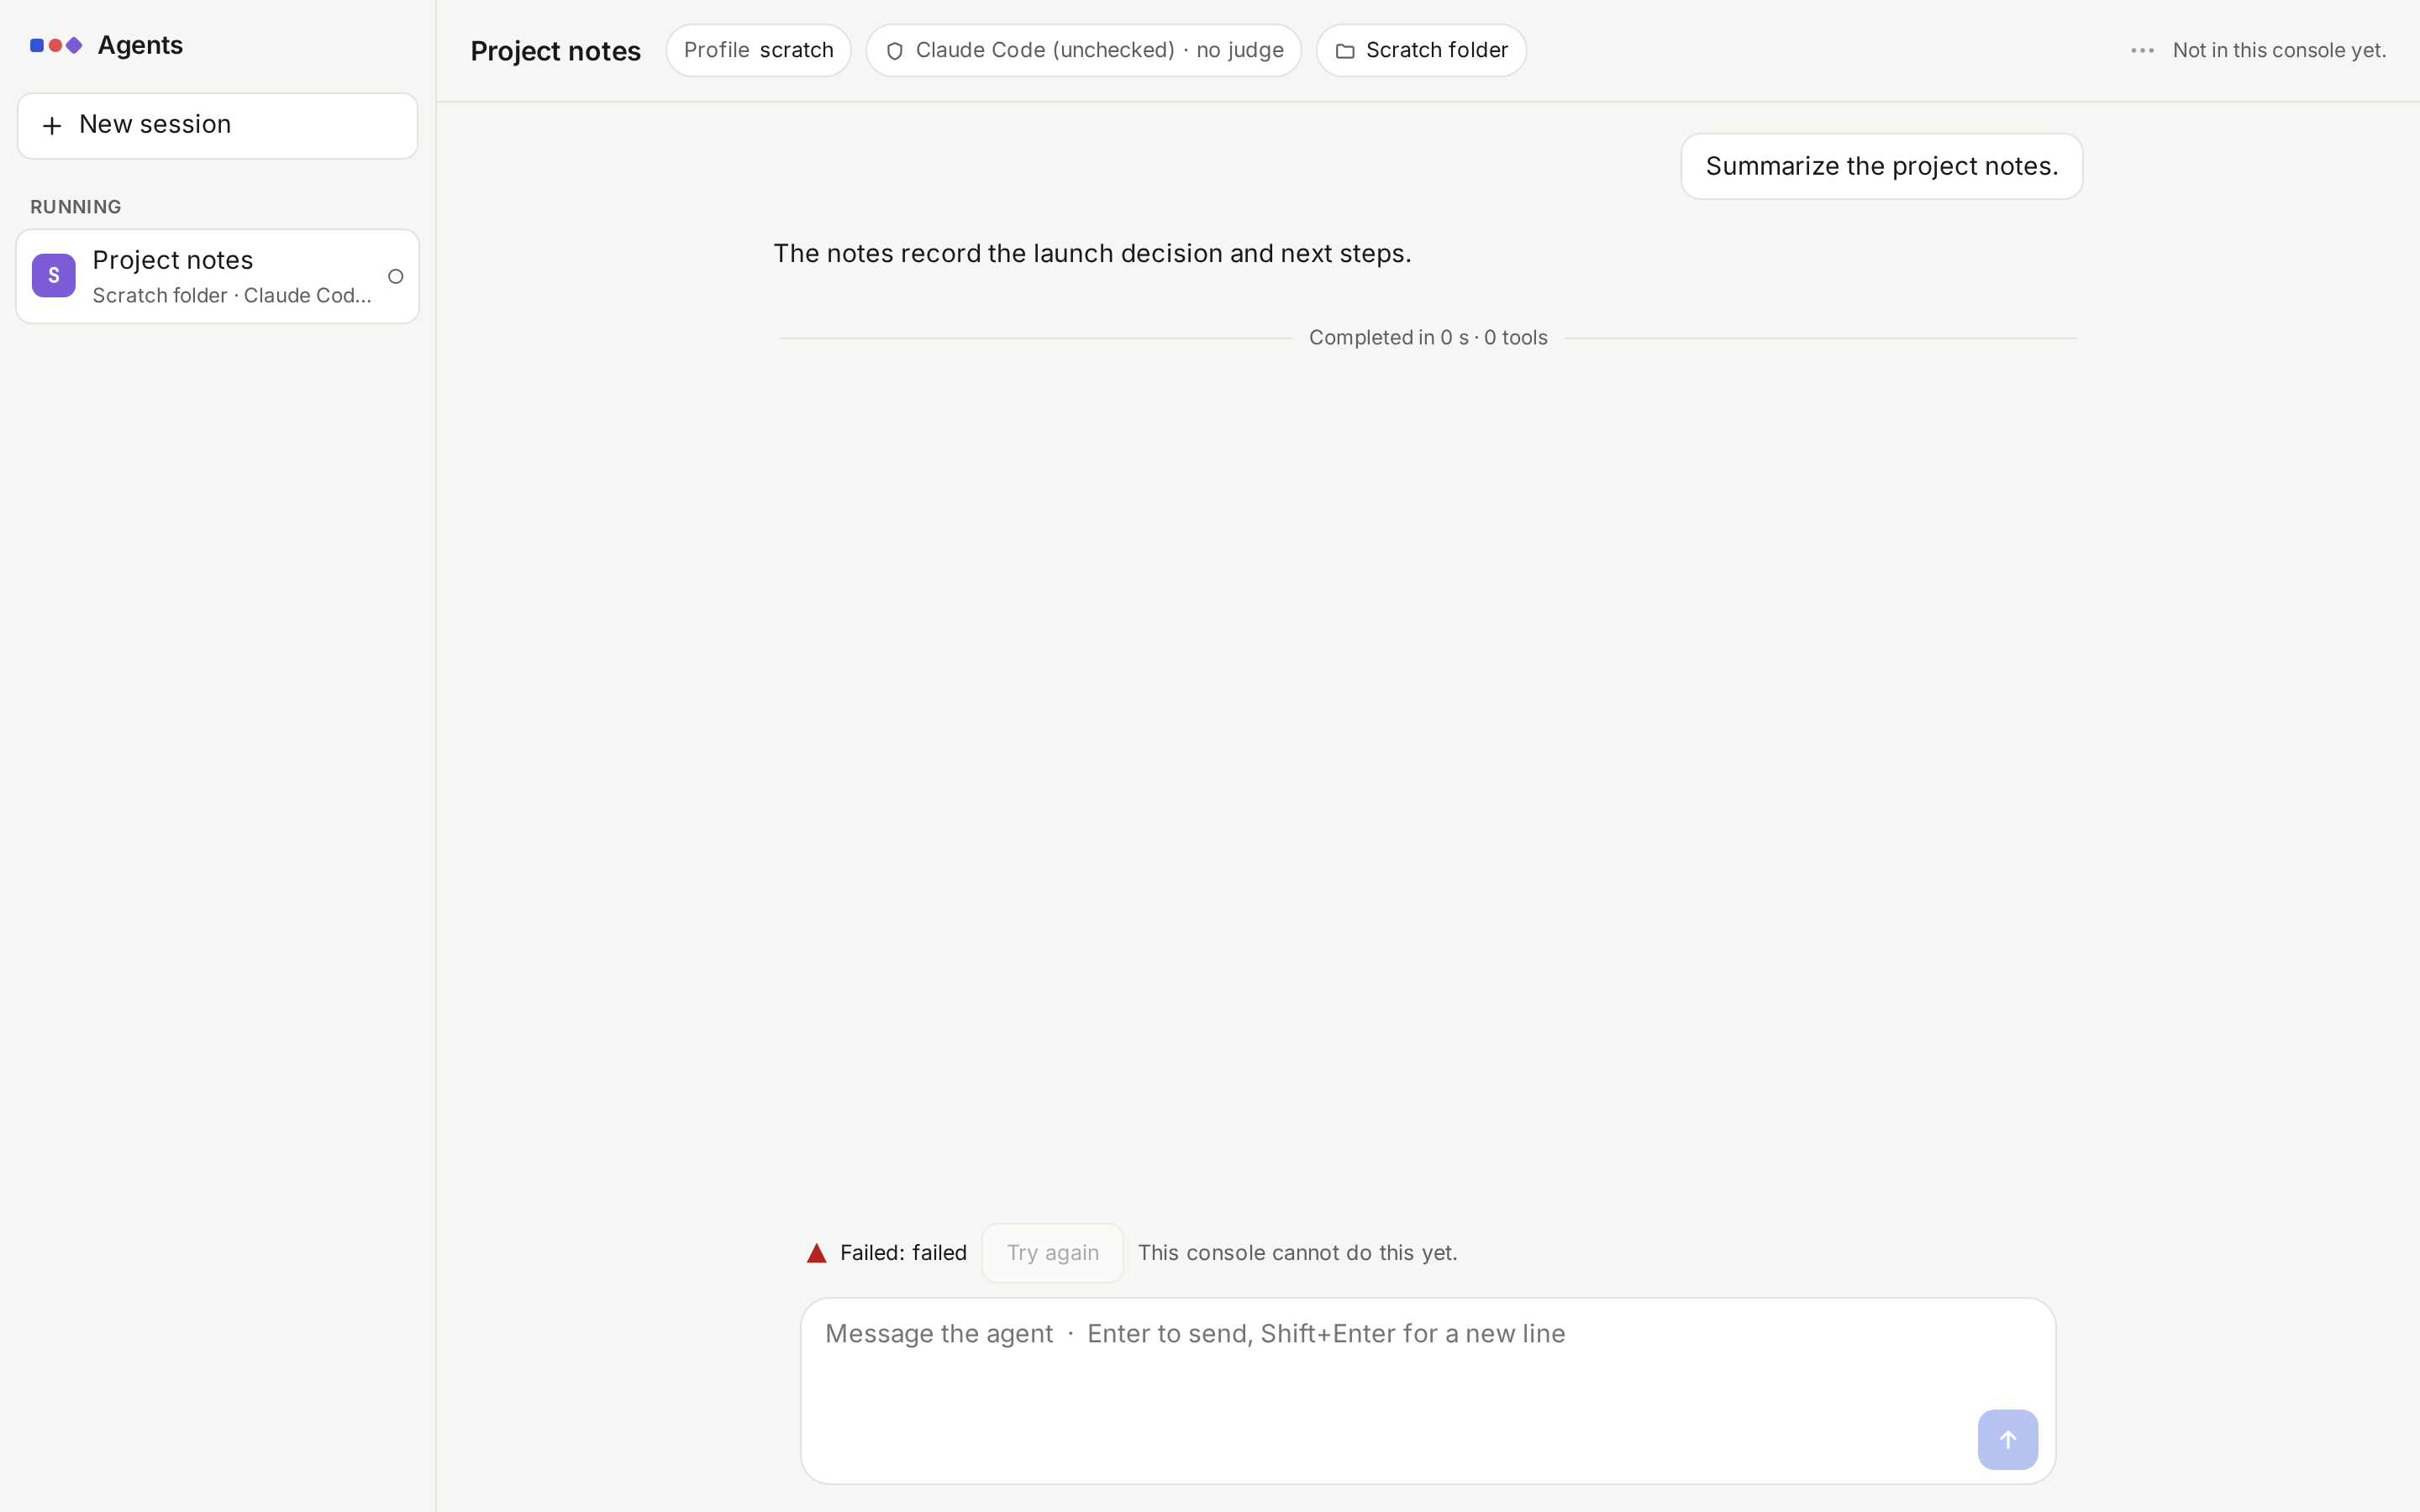 Agents
New session
RUNNING
S
Project notes
Scratch folder · Claude Cod...
Project notes
Profile scratch
Claude Code (unchecked) · no judge
Scratch folder
Not in this console yet.
Summarize the project notes.
The notes record the launch decision and next steps.
Completed in 0 s · 0 tools
Failed: failed
Try again
This console cannot do this yet.
Message the agent · Enter to send, Shift+Enter for a new line